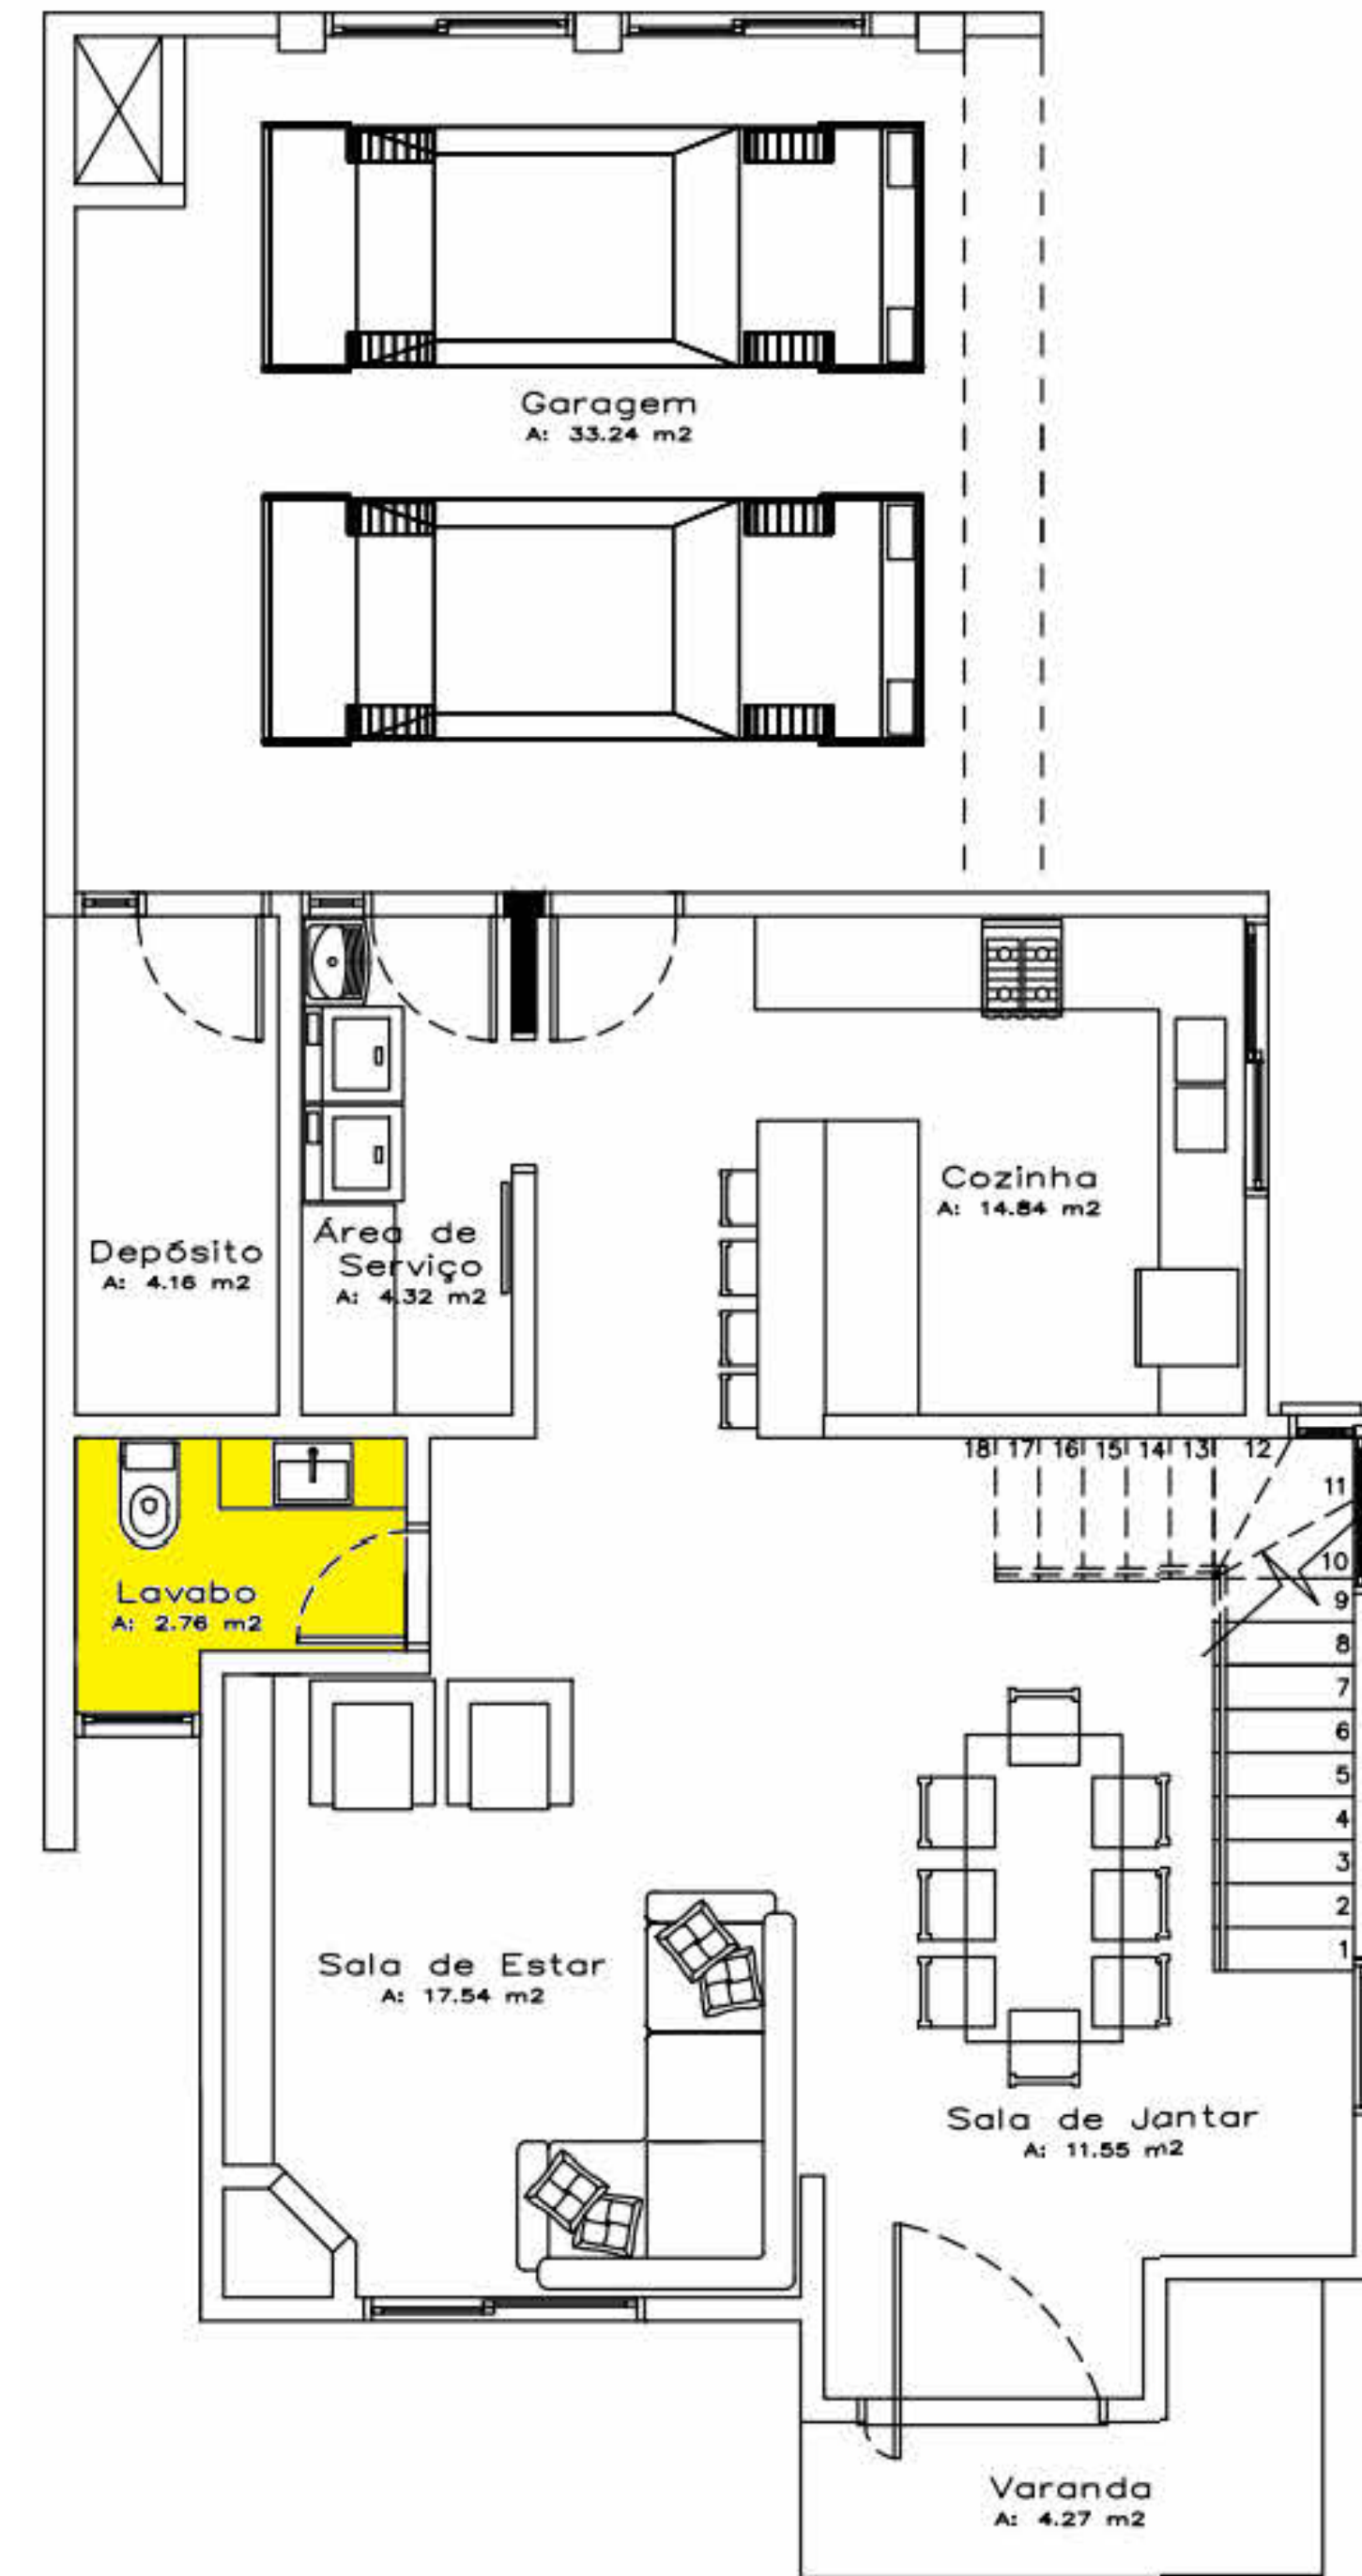 Garagem
A: 33.24 m2
Cozinha
A: 14.84 m2
Depósito
A: 4.16 m2
Área de
Serviço
A: 4.32 m2
18 17 16 15 14 13 12
11
10
9
8
7
6
5
4
3
2
1
Lavabo
A: 2.76 m2
Sala de Estar
A: 17.54 m2
Sala de Jantar
A: 11.55 m2
Varanda
A: 4.27 m2